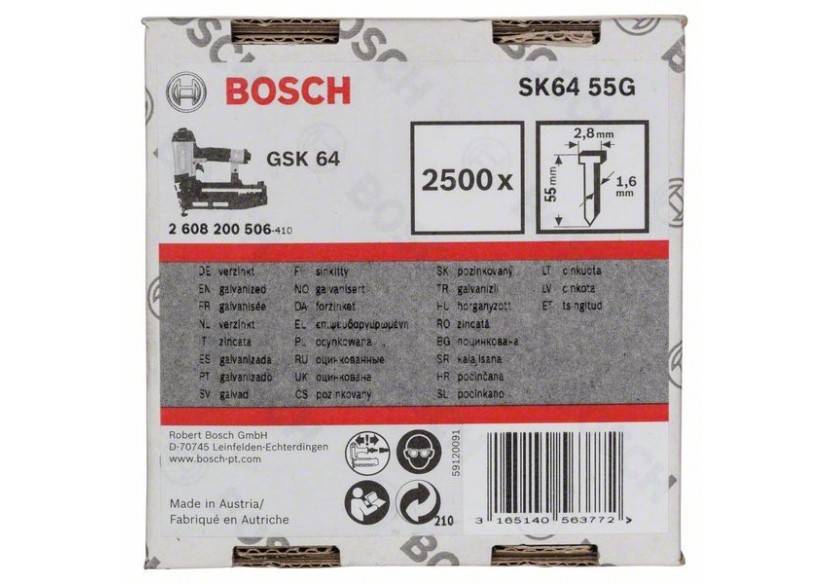 BOSCH
SK64 55G
GSK 64
2500 x
2,8 mm
55 mm
1,6 mm
2 608 200 506-410
DE verzinkt
EN galvanized
FR galvanisée
NL verzinkt
IT zincata
ES galvanizada
PT galvanizado
SV galvad
FI sinkitty
NO galvanisert
DA forzinket
EL επιψευδαργυρωμένη
PL ocynkowana
RU оцинкованные
UK оцинкована
CS pozinkovaný
SK pozinkovaný
TR galvanizli
HU horganyzott
RO zincată
BG поцинкована
SR kalajisana
HR pocinčana
SL pocinkano
LT cinkuota
LV cinkota
ET tsingitud
Robert Bosch GmbH
D-70745 Leinfelden-Echterdingen
www.bosch-pt.com
Made in Austria/
Fabriqué en Autriche
210
59120091
3 165140 563772 >